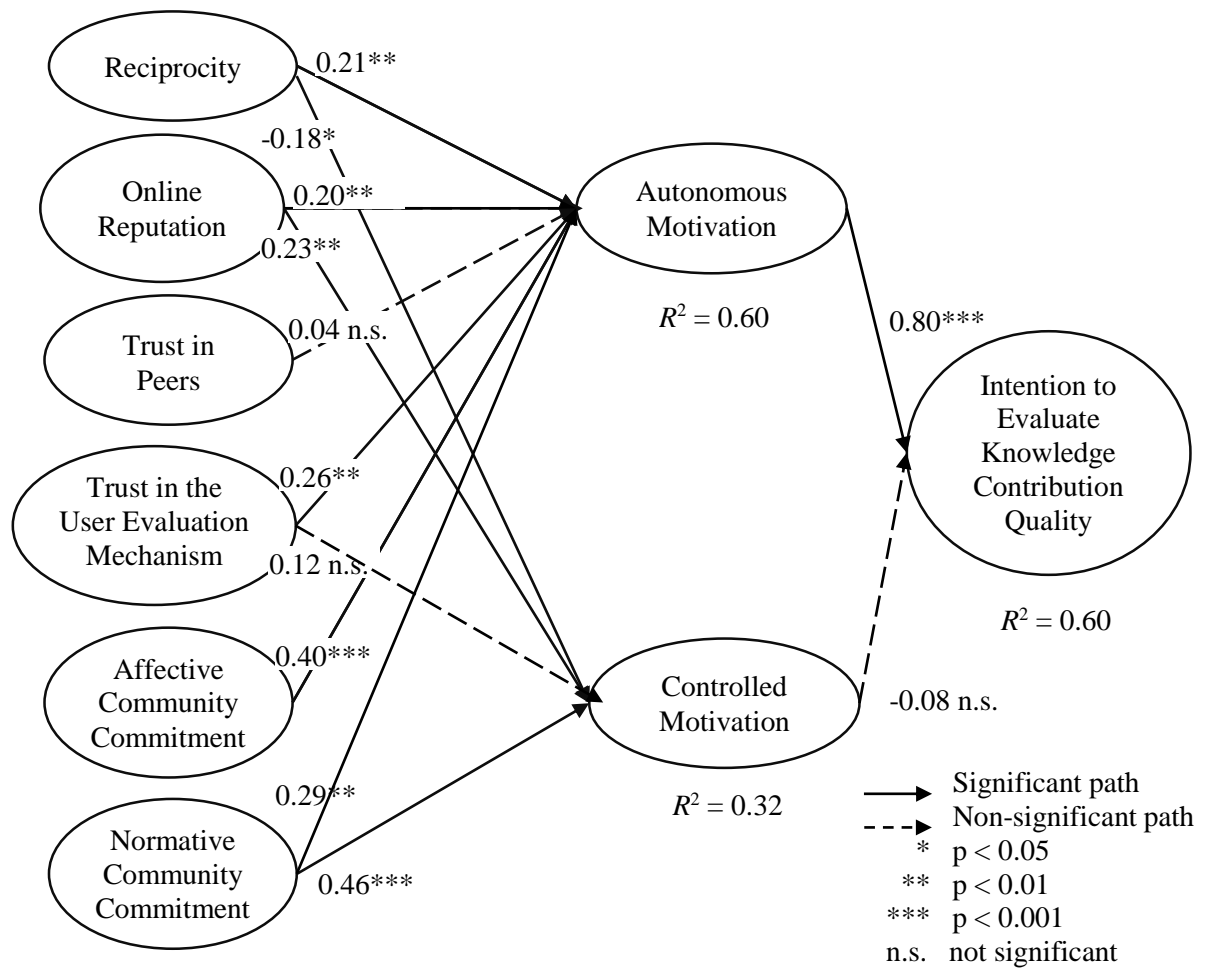 Reciprocity
0.21**
-0.18*
Online
Reputation
0.20**
0.23**
Trust in
Peers
0.04 n.s.
Trust in the
User Evaluation
Mechanism
0.26**
0.12 n.s.
Affective
Community
Commitment
0.40***
Normative
Community
Commitment
0.29**
0.46***
Autonomous
Motivation
R² = 0.60
Controlled
Motivation
R² = 0.32
0.80***
-0.08 n.s.
Intention to
Evaluate
Knowledge
Contribution
Quality
R² = 0.60
Significant path
Non-significant path
* p < 0.05
** p < 0.01
*** p < 0.001
n.s. not significant